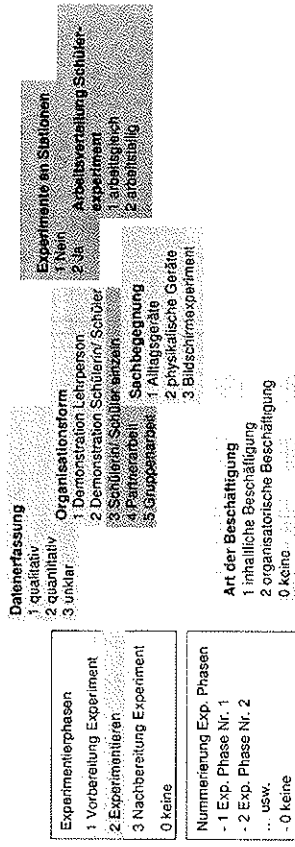 Experimentierphasen
1 Vorbereitung Experiment
2 Experimentieren
3 Nachbereitung Experiment
0 keine
Nummerierung Exp. Phasen
- 1 Exp. Phase Nr. 1
- 2 Exp. Phase Nr. 2
... usw.
- 0 keine
Datenerfassung
1 qualitativ
2 quantitativ
3 unklar
Organisationsform
1 Demonstration Lehrperson
2 Demonstration Schülerin/ Schüler
3 Schülerin/ Schüler einzeln
4 Partnerarbeit
5 Gruppenarbeit
Sachbegegnung
1 Alltagsgeräte
2 physikalische Geräte
3 Bildschirmexperiment
Experimente an Stationen
1 Nein
2 Ja
Arbeitsverteilung Schüler-
experiment
1 arbeitsgleich
2 arbeitsteilig
Art der Beschäftigung
1 inhaltliche Beschäftigung
2 organisatorische Beschäftigung
0 keine